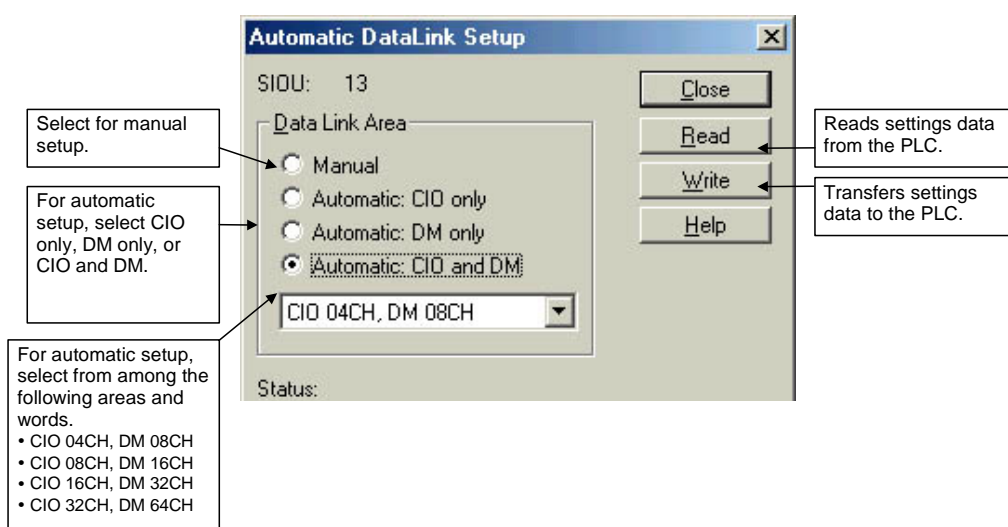 Automatic DataLink Setup
SIOU: 13
Close
Data Link Area
Read
Manual
Write
Automatic: CIO only
Automatic: DM only
Help
Automatic: CIO and DM
CIO 04CH, DM 08CH
Status:
Select for manual
setup.
For automatic
setup, select CIO
only, DM only, or
CIO and DM.
For automatic setup,
select from among the
following areas and
words.
• CIO 04CH, DM 08CH
• CIO 08CH, DM 16CH
• CIO 16CH, DM 32CH
• CIO 32CH, DM 64CH
Reads settings data
from the PLC.
Transfers settings
data to the PLC.